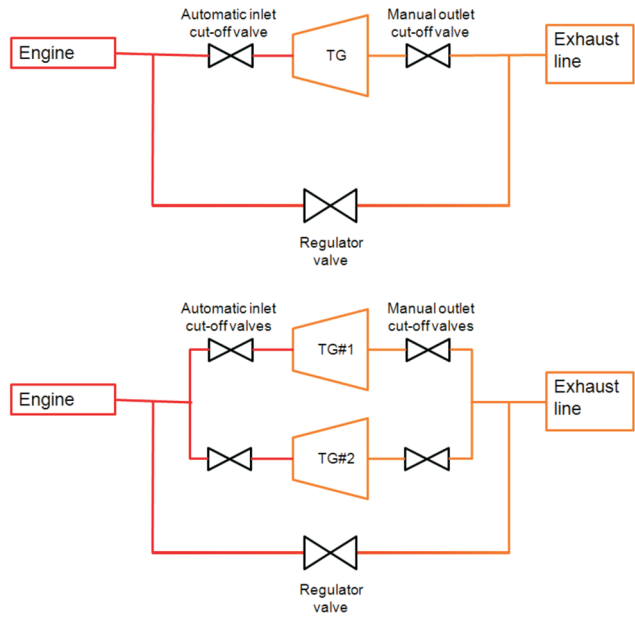 Automatic inlet
cut-off valve
Manual outlet
cut-off valve
Engine
TG
Exhaust
line
Regulator
valve
Automatic inlet
cut-off valves
Manual outlet
cut-off valves
TG#1
Engine
Exhaust
line
TG#2
Regulator
valve